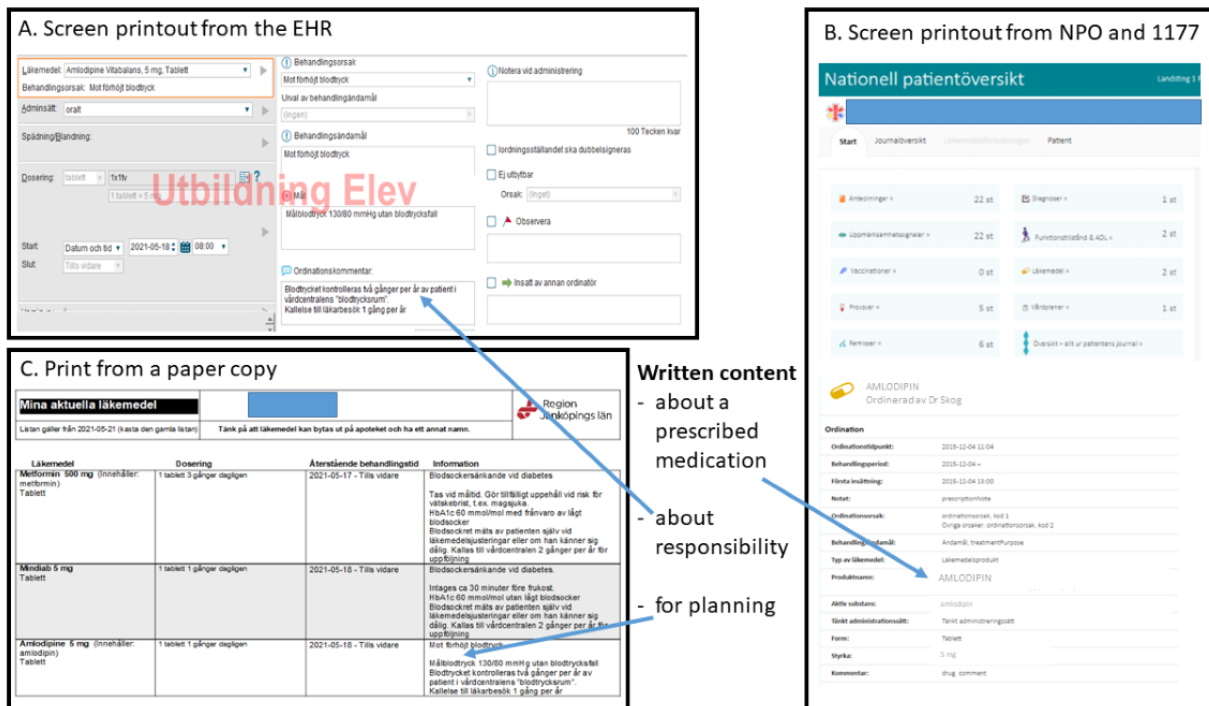 A. Screen printout from the EHR
Läkemedel: Amlodipine Vitabalans, 5 mg, Tablett
Behandlingsorsak: Mot förhöjt blodtryck
Adminsätt: oralt
Spädning/Blandning:
Dosering: tablett 1x1tv
1 tablett = 5 mg
Utbildning Elev
Start: Datum och tid 2021-05-18 08:00
Slut: Tills vidare
Behandlingsorsak:
Mot förhöjt blodtryck
Urval av behandlingändamål
(ingen)
Behandlingsändamål
Mot förhöjt blodtryck
Mål:
Målblodtryck 130/80 mmHg utan blodtrycksfall
Ordinationskommentar:
Blodtrycket kontrolleras två gånger per år av patient i
vårdcentralens "blodtrycksrum".
Kallelse till läkarbesök 1 gång per år
Notera vid administrering
100 Tecken kvar
Iordningsställandet ska dubbelsigneras
Ej utbytbar
Orsak: (Inget)
Observera
Insatt av annan ordinatör
B. Screen printout from NPO and 1177
Nationell patientöversikt
Landsting 1
Start Journalöversikt Läkemedelsförteckningen Patient
Anteckningar » 22 st
Diagnoser » 1 st
Uppmärksamhetssignaler » 22 st
Funktionstillstånd & ADL » 2 st
Vaccinationer » 0 st
Läkemedel » 2 st
Provsvar » 5 st
Vårdplaner » 1 st
Remisser » 6 st
Översikt – allt ur patientens journal »
AMLODIPIN
Ordinerad av Dr Skog
Ordination
Ordinationstidpunkt: 2015-12-04 11:04
Behandlingsperiod: 2015-12-04 –
Första insättning: 2015-12-04 13:00
Notat: prescriptionNote
Ordinationsorsak: ordinationsorsak, kod 1
Övriga orsaker: ordinationsorsak, kod 2
Behandlingsändamål: Ändamål, treatmentPurpose
Typ av läkemedel: Läkemedelsprodukt
Produktnamn: AMLODIPIN
Aktiv substans: amlodipin
Tänkt administrationssätt: Tänkt administreringssätt
Form: Tablett
Styrka: 5 mg
Kommentar: drug, comment
C. Print from a paper copy
Mina aktuella läkemedel
Region
Jönköpings län
Listan gäller från 2021-05-21 (kasta den gamla listan)
Tänk på att läkemedel kan bytas ut på apoteket och ha ett annat namn.
Läkemedel Dosering Återstående behandlingstid Information
Metformin 500 mg (Innehåller:
metformin)
Tablett
1 tablett 3 gånger dagligen
2021-05-17 - Tills vidare
Blodsockersänkande vid diabetes
Tas vid måltid. Gör tillfälligt uppehåll vid risk för
vätskebrist, t.ex. magsjuka.
HbA1c 60 mmol/mol med frånvaro av lågt
blodsocker
Blodsockret mäts av patienten själv vid
läkemedelsjusteringar eller om han känner sig
dålig. Kallas till vårdcentralen 2 gånger per år för
uppföljning
Mindiab 5 mg
Tablett
1 tablett 1 gånger dagligen
2021-05-18 - Tills vidare
Blodsockersänkande vid diabetes.
Intages ca 30 minuter före frukost.
HbA1c 60 mmol/mol utan lågt blodsocker
Blodsockret mäts av patienten själv vid
läkemedelsjusteringar eller om han känner sig
dålig. Kallas till vårdcentralen 2 gånger per år för
uppföljning
Amlodipine 5 mg (Innehåller:
amlodipin)
Tablett
1 tablett 1 gånger dagligen
2021-05-18 - Tills vidare
Mot förhöjt blodtryck
Målblodtryck 130/80 mmHg utan blodtrycksfall
Blodtrycket kontrolleras två gånger per år av
patient i vårdcentralens "blodtrycksrum".
Kallelse till läkarbesök 1 gång per år
Written content
- about a
prescribed
medication
- about
responsibility
- for planning